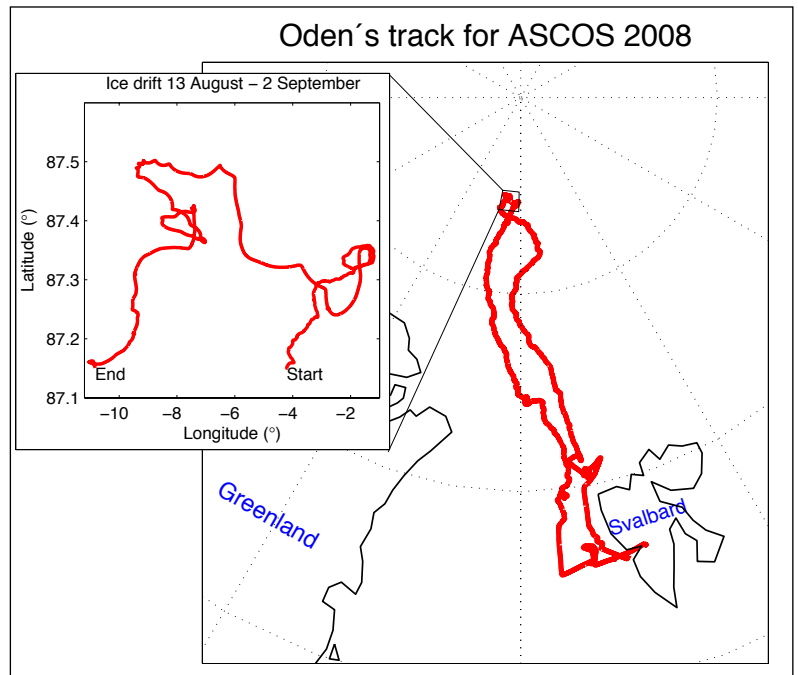 Oden´s track for ASCOS 2008
Ice drift 13 August – 2 September
87.5
87.4
87.3
87.2
87.1
Latitude (°)
End
Start
−10
−8
−6
−4
−2
Longitude (°)
Greenland
Svalbard